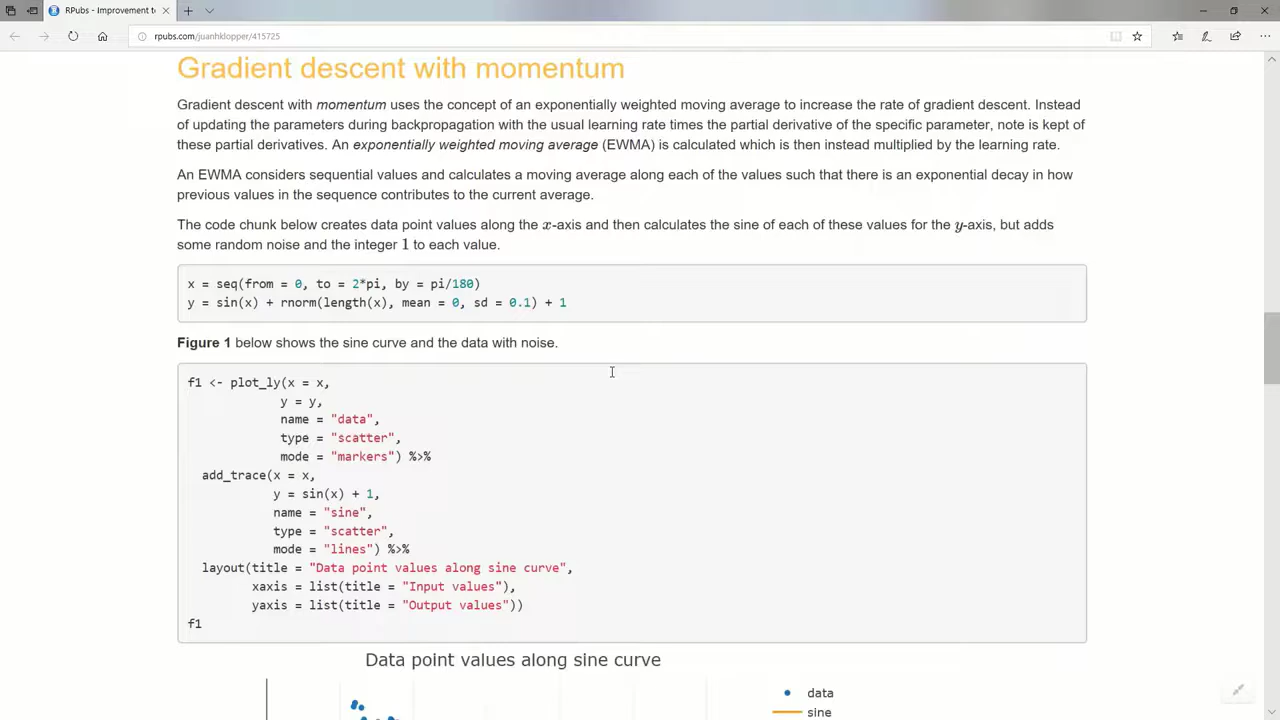 RPubs - Improvement to
rpubs.com/juanhklopper/415725
Gradient descent with momentum
Gradient descent with momentum uses the concept of an exponentially weighted moving average to increase the rate of gradient descent. Instead
of updating the parameters during backpropagation with the usual learning rate times the partial derivative of the specific parameter, note is kept of
these partial derivatives. An exponentially weighted moving average (EWMA) is calculated which is then instead multiplied by the learning rate.
An EWMA considers sequential values and calculates a moving average along each of the values such that there is an exponential decay in how
previous values in the sequence contributes to the current average.
The code chunk below creates data point values along the x-axis and then calculates the sine of each of these values for the y-axis, but adds
some random noise and the integer 1 to each value.
x = seq(from = 0, to = 2*pi, by = pi/180)
y = sin(x) + rnorm(length(x), mean = 0, sd = 0.1) + 1
Figure 1 below shows the sine curve and the data with noise.
f1 <- plot_ly(x = x,
y = y,
name = "data",
type = "scatter",
mode = "markers") %>%
add_trace(x = x,
y = sin(x) + 1,
name = "sine",
type = "scatter",
mode = "lines") %>%
layout(title = "Data point values along sine curve",
xaxis = list(title = "Input values"),
yaxis = list(title = "Output values"))
f1
Data point values along sine curve
data
sine